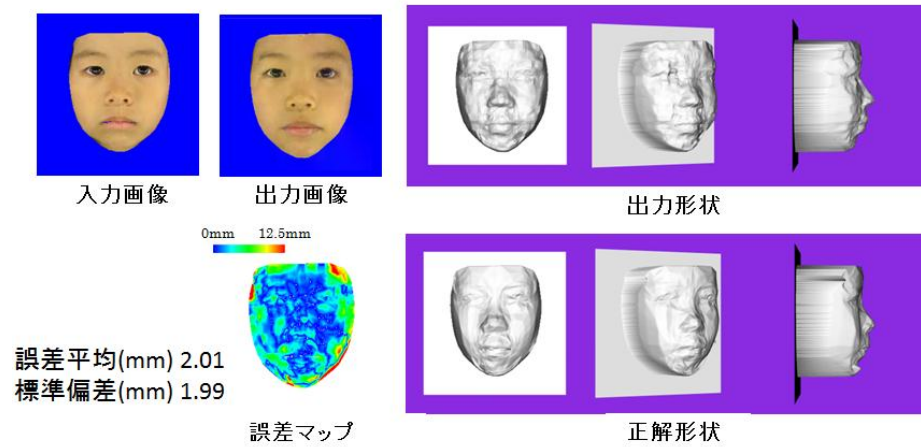 入力画像
出力画像
出力形状
0mm 12.5mm
誤差平均(mm) 2.01
標準偏差(mm) 1.99
誤差マップ
正解形状